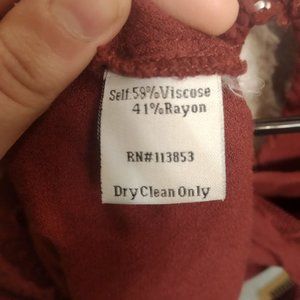 Self:59%Viscose
41%Rayon
RN#113853
Dry Clean Only